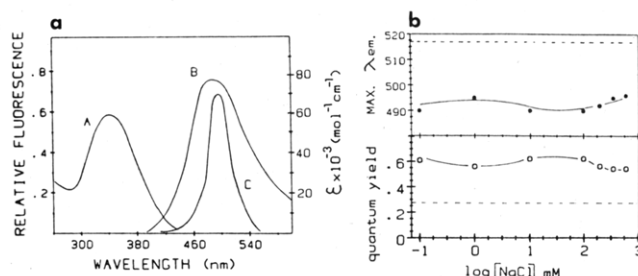 a
RELATIVE FLUORESCENCE
.8
.6
.4
.2
A
B
C
80
60
40
20
ξ x10⁻³(mol⁻¹cm⁻¹)
300 380 460 540
WAVELENGTH (nm)
b
MAX. λem.
520
510
500
490
quantum yield
.6
.4
.2
0
-1 0 1 2 3
log[NaCl] mM